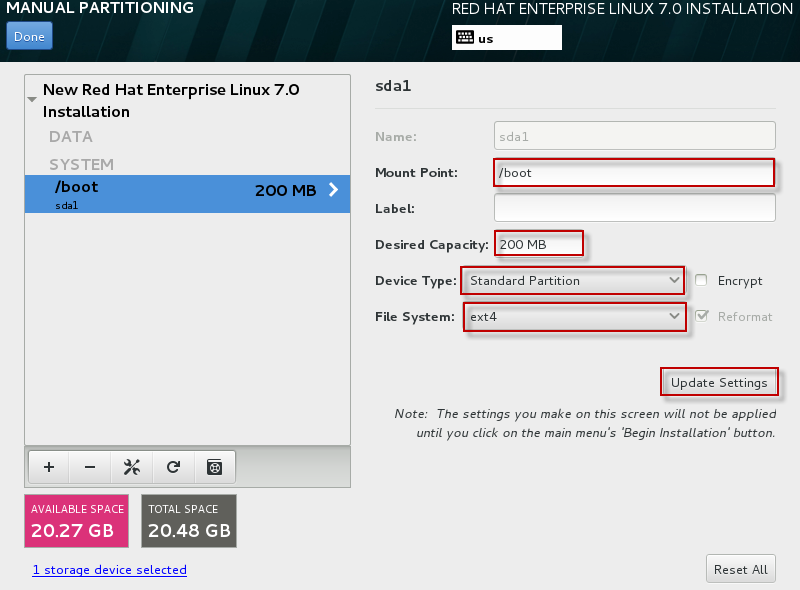 MANUAL PARTITIONING
RED HAT ENTERPRISE LINUX 7.0 INSTALLATION
Done
us
New Red Hat Enterprise Linux 7.0
Installation
DATA
SYSTEM
/boot
200 MB
sda1
sda1
Name:
sda1
Mount Point:
/boot
Label:
Desired Capacity:
200 MB
Device Type:
Standard Partition
Encrypt
File System:
ext4
Reformat
Update Settings
Note: The settings you make on this screen will not be applied
until you click on the main menu's 'Begin Installation' button.
AVAILABLE SPACE
20.27 GB
TOTAL SPACE
20.48 GB
1 storage device selected
Reset All